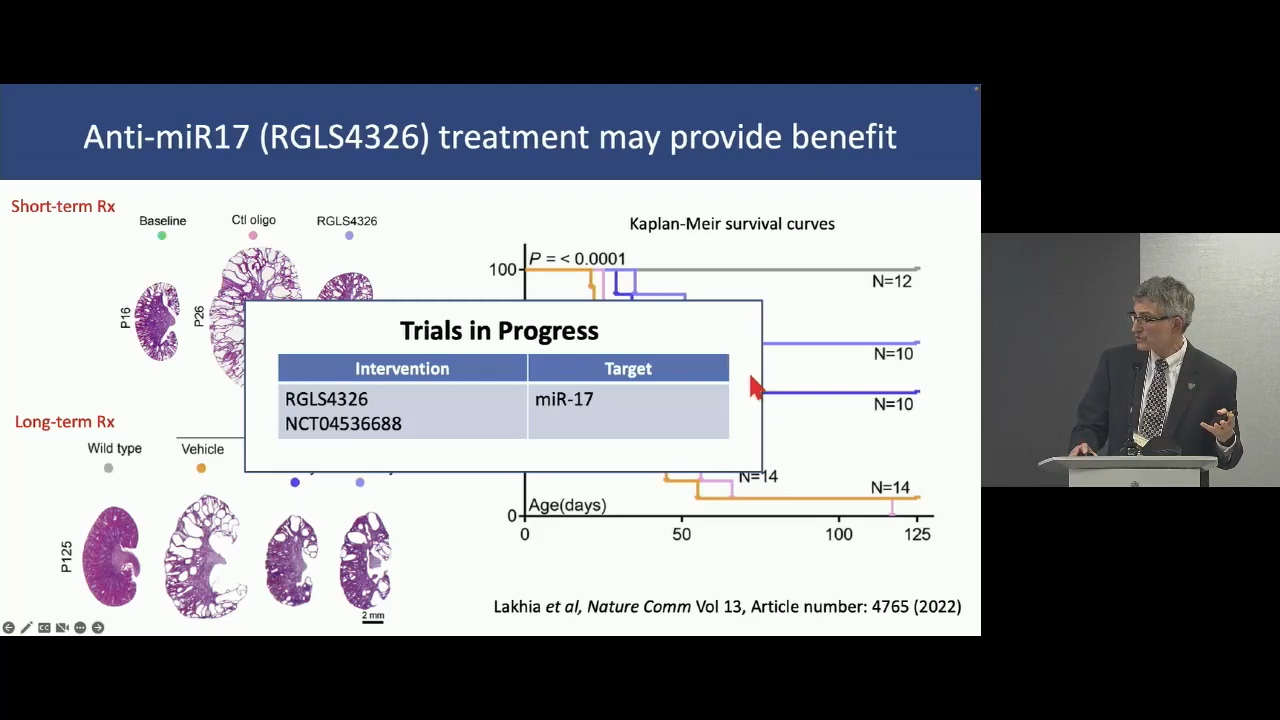 Anti-miR17 (RGLS4326) treatment may provide benefit
Short-term Rx
Baseline
Ctl oligo
RGLS4326
P16
P26
Long-term Rx
Wild type
Vehicle
P125
2 mm
Kaplan-Meir survival curves
P = < 0.0001
100
N=12
N=10
N=10
N=14
N=14
0
Age(days)
0
50
100
125
Trials in Progress
Intervention
Target
RGLS4326
NCT04536688
miR-17
Lakhia et al, Nature Comm Vol 13, Article number: 4765 (2022)